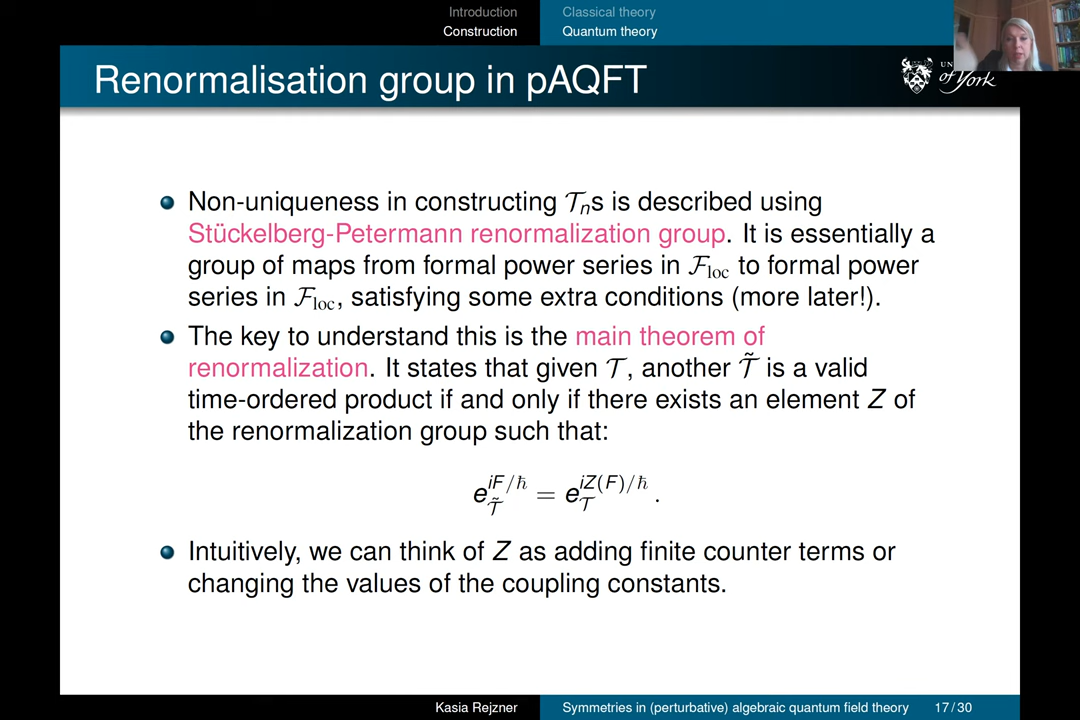 Introduction
Construction
Classical theory
Quantum theory
Renormalisation group in pAQFT
UN
of York
Non-uniqueness in constructing 𝒯ₙs is described using
Stückelberg-Petermann renormalization group. It is essentially a
group of maps from formal power series in ℱ_loc to formal power
series in ℱ_loc, satisfying some extra conditions (more later!).
The key to understand this is the main theorem of
renormalization. It states that given 𝒯, another 𝒯̃ is a valid
time-ordered product if and only if there exists an element Z of
the renormalization group such that:
e_𝒯̃^{iF/ħ} = e_𝒯^{iZ(F)/ħ} .
Intuitively, we can think of Z as adding finite counter terms or
changing the values of the coupling constants.
Kasia Rejzner
Symmetries in (perturbative) algebraic quantum field theory
17/30